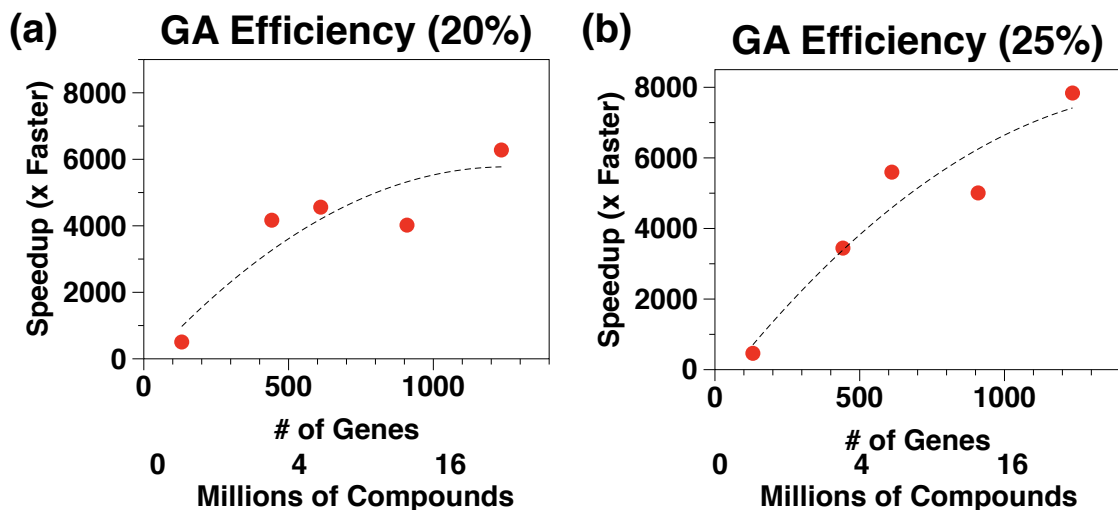 (a) GA Efficiency (20%)
Speedup (x Faster)
8000
6000
4000
2000
0
0 500 1000
# of Genes
0 4 16
Millions of Compounds
(b) GA Efficiency (25%)
Speedup (x Faster)
8000
6000
4000
2000
0
0 500 1000
# of Genes
0 4 16
Millions of Compounds